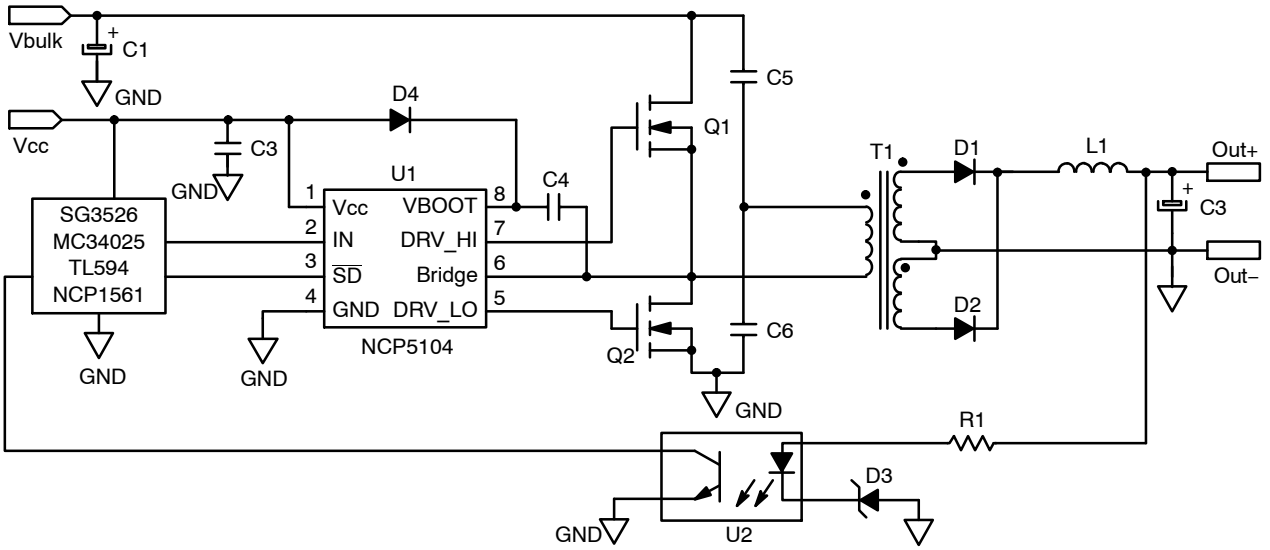 Vbulk
+
C1
GND
C5
D4
Vcc
C3
GND
Q1
U1
C4
T1
D1
L1
Out+
SG3526
MC34025
TL594
NCP1561
1
2
3
4
Vcc
IN
SD
GND
VBOOT
DRV_HI
Bridge
DRV_LO
8
7
6
5
+
C3
Out−
D2
C6
Q2
NCP5104
GND
GND
GND
R1
D3
GND
U2